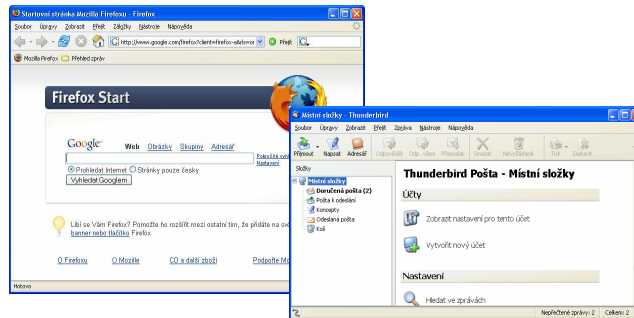 Startovní stránka Mozilla Firefoxu - Firefox
Soubor Úpravy Zobrazit Přejít Záložky Nástroje Nápověda
http://www.google.com/firefox?client=firefox-a&rls=or Přejít
Mozilla Firefox Přehled zpráv
Firefox Start
Google Web Obrázky Skupiny Adresář
Pokročilé
Nastavení
Prohledat Internet Stránky pouze česky
Vyhledat Googlem
Líbí se Vám Firefox? Pomožte ho rozšířit mezi ostatní tím, že přidáte na své
banner nebo tlačítko Firefox.
O Firefoxu O Mozille CD a další zboží Podpořte Mo
Hotovo
Místní složky - Thunderbird
Soubor Úpravy Zobrazit Přejít Zpráva Nástroje Nápověda
Přijmout Napsat Adresář Odpovědět Odp. všem Přeposlat Smazat Nevyžádané Tisk Zastavit
Složky
Místní složky
Doručená pošta (2)
Pošta k odeslání
Koncepty
Odeslaná pošta
Koš
Thunderbird Pošta - Místní složky
Účty
Zobrazit nastavení pro tento účet
Vytvořit nový účet
Nastavení
Hledat ve zprávách
Nepřečtené zprávy: 2 Celkem: 2